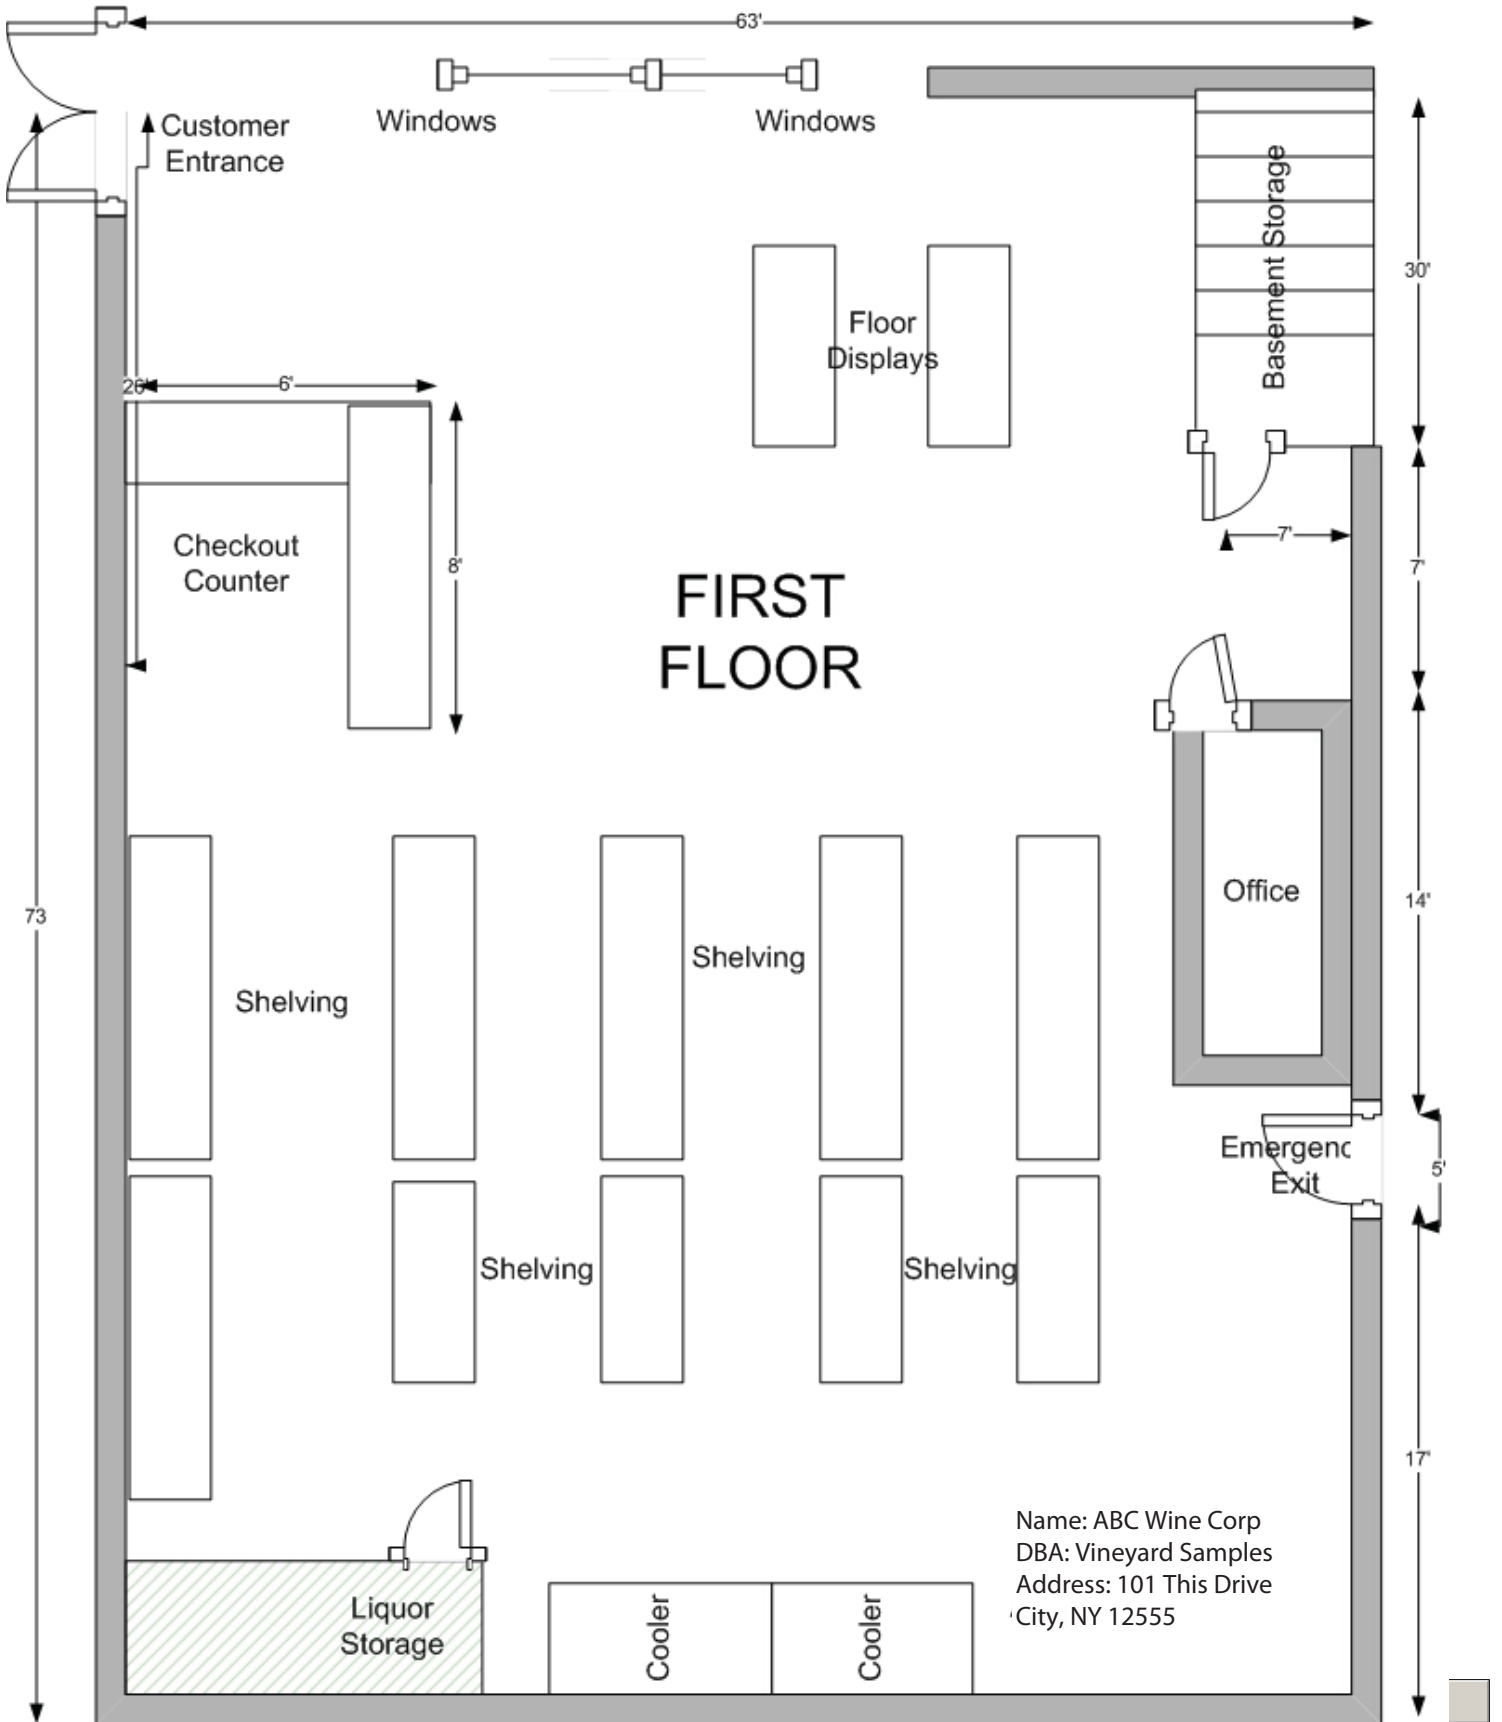 63'
Windows
Windows
Customer
Entrance
Basement Storage
30'
Floor
Displays
26'
6'
8'
Checkout
Counter
FIRST
FLOOR
7'
7'
Office
14'
73
Shelving
Shelving
Emergenc
Exit
5'
Shelving
Shelving
17'
Name: ABC Wine Corp
DBA: Vineyard Samples
Address: 101 This Drive
City, NY 12555
Liquor
Storage
Cooler
Cooler